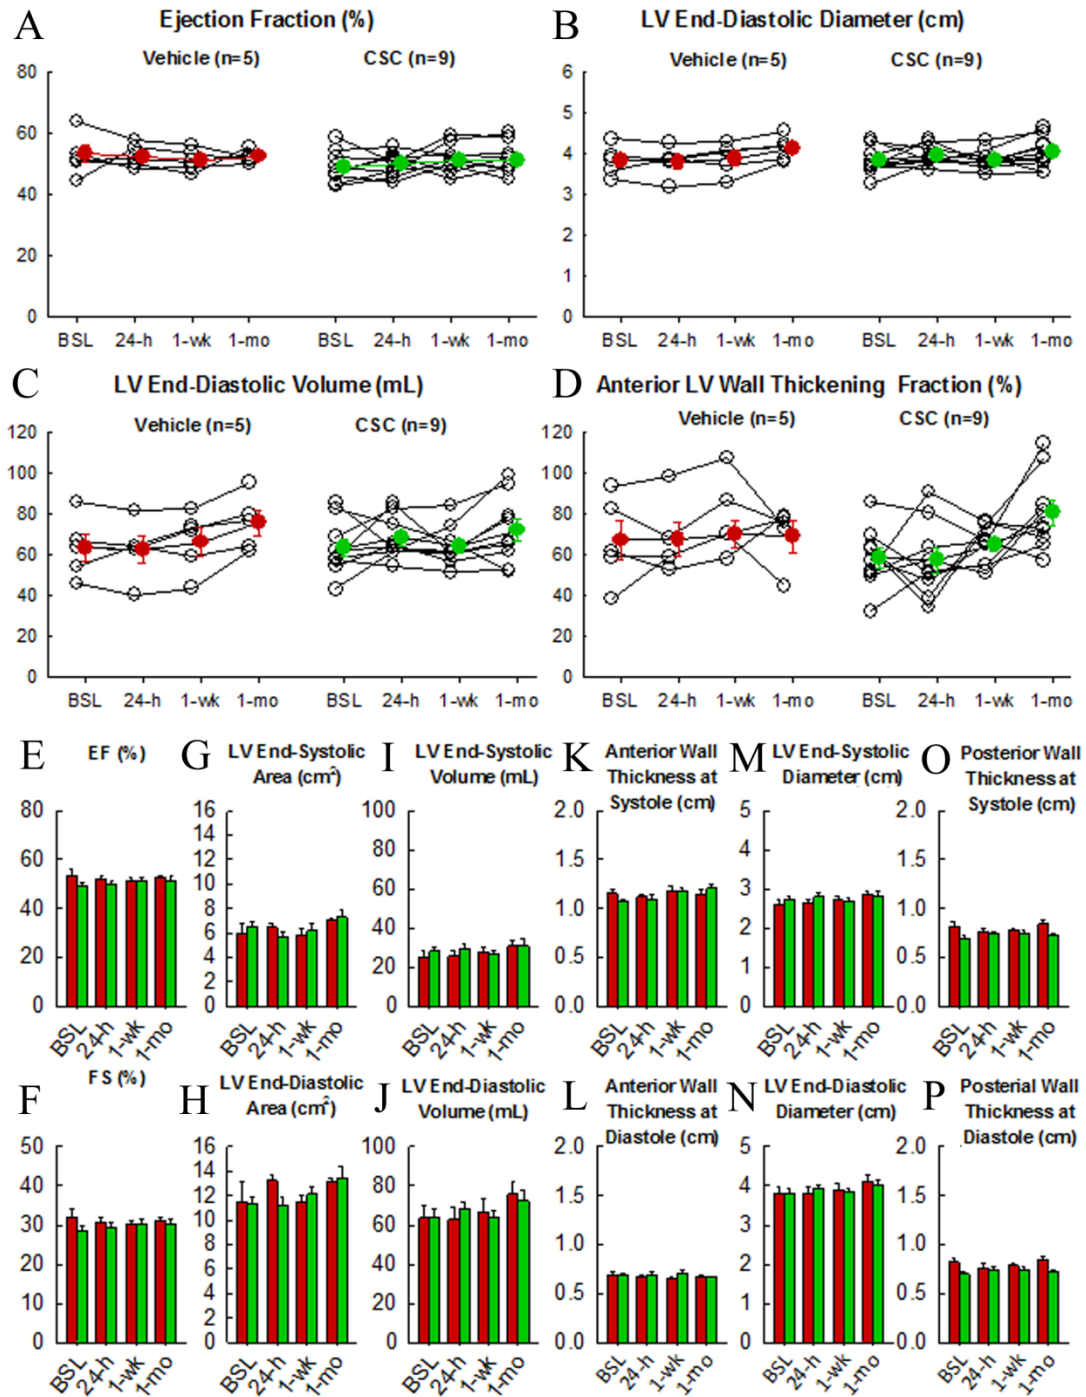 A Ejection Fraction (%)
Vehicle (n=5) CSC (n=9)
80
60
40
20
0
BSL 24-h 1-wk 1-mo BSL 24-h 1-wk 1-mo
B LV End-Diastolic Diameter (cm)
Vehicle (n=5) CSC (n=9)
6
5
4
3
2
1
0
BSL 24-h 1-wk 1-mo BSL 24-h 1-wk 1-mo
C LV End-Diastolic Volume (mL)
Vehicle (n=5) CSC (n=9)
120
100
80
60
40
20
0
BSL 24-h 1-wk 1-mo BSL 24-h 1-wk 1-mo
D Anterior LV Wall Thickening Fraction (%)
Vehicle (n=5) CSC (n=9)
120
100
80
60
40
20
0
BSL 24-h 1-wk 1-mo BSL 24-h 1-wk 1-mo
E EF (%)
80
60
40
20
0
BSL 24-h 1-wk 1-mo
G LV End-Systolic
Area (cm²)
16
14
12
10
8
6
4
2
0
BSL 24-h 1-wk 1-mo
I LV End-Systolic
Volume (mL)
100
80
60
40
20
0
BSL 24-h 1-wk 1-mo
K Anterior Wall
Thickness at
Systole (cm)
2.0
1.5
1.0
0.5
0.0
BSL 24-h 1-wk 1-mo
M LV End-Systolic
Diameter (cm)
5
4
3
2
1
0
BSL 24-h 1-wk 1-mo
O Posterior Wall
Thickness at
Systole (cm)
2.0
1.5
1.0
0.5
0.0
BSL 24-h 1-wk 1-mo
F FS (%)
50
40
30
20
10
0
BSL 24-h 1-wk 1-mo
H LV End-Diastolic
Area (cm²)
16
14
12
10
8
6
4
2
0
BSL 24-h 1-wk 1-mo
J LV End-Diastolic
Volume (mL)
100
80
60
40
20
0
BSL 24-h 1-wk 1-mo
L Anterior Wall
Thickness at
Diastole (cm)
2.0
1.5
1.0
0.5
0.0
BSL 24-h 1-wk 1-mo
N LV End-Diastolic
Diameter (cm)
5
4
3
2
1
0
BSL 24-h 1-wk 1-mo
P Posterial Wall
Thickness at
Diastole (cm)
2.0
1.5
1.0
0.5
0.0
BSL 24-h 1-wk 1-mo